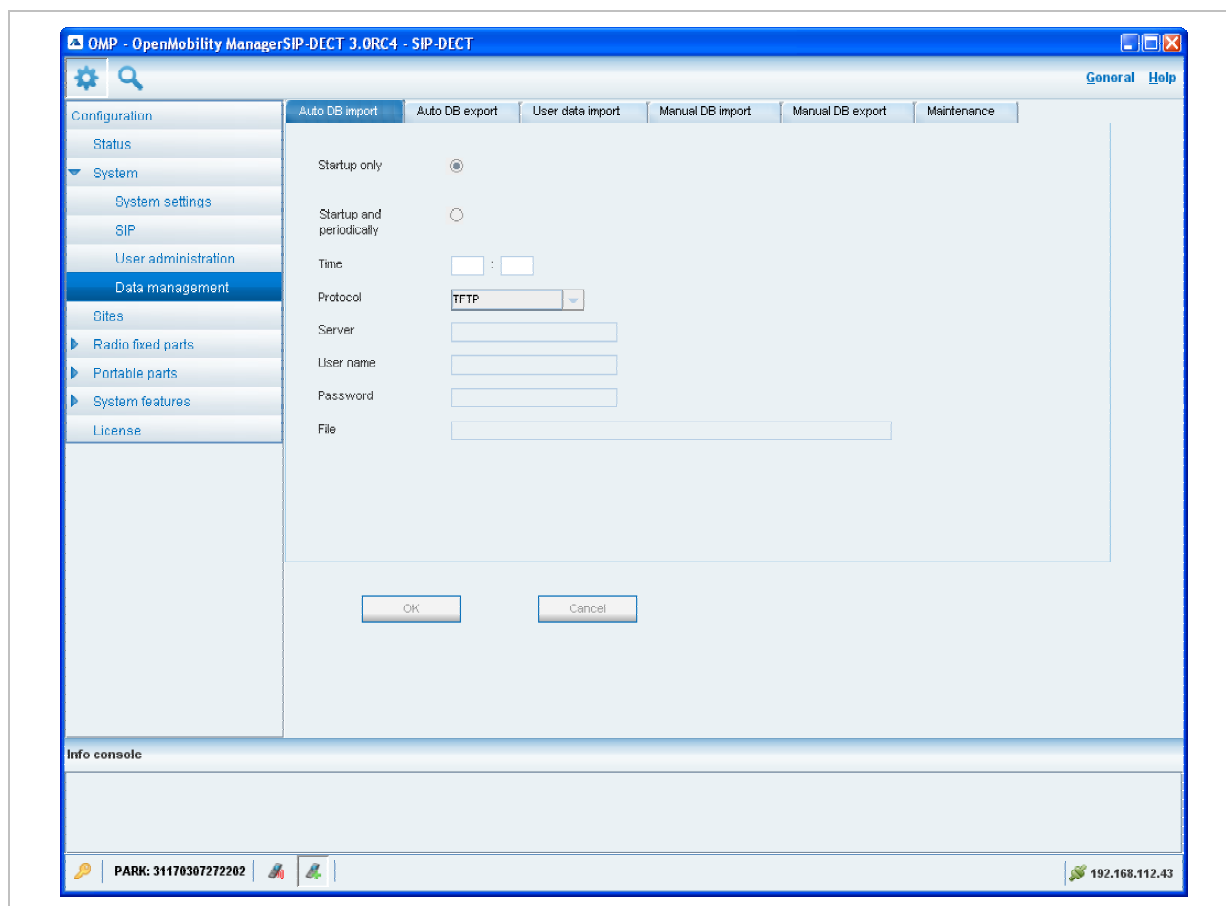 OMP - OpenMobility ManagerSIP-DECT 3.0RC4 - SIP-DECT
General Help
Configuration
Status
System
System settings
SIP
User administration
Data management
Sites
Radio fixed parts
Portable parts
System features
License
Auto DB import Auto DB export User data import Manual DB import Manual DB export Maintenance
Startup only
Startup and
periodically
Time :
Protocol TFTP
Server
User name
Password
File
OK Cancel
Info console
PARK: 31170307272202 192.168.112.43